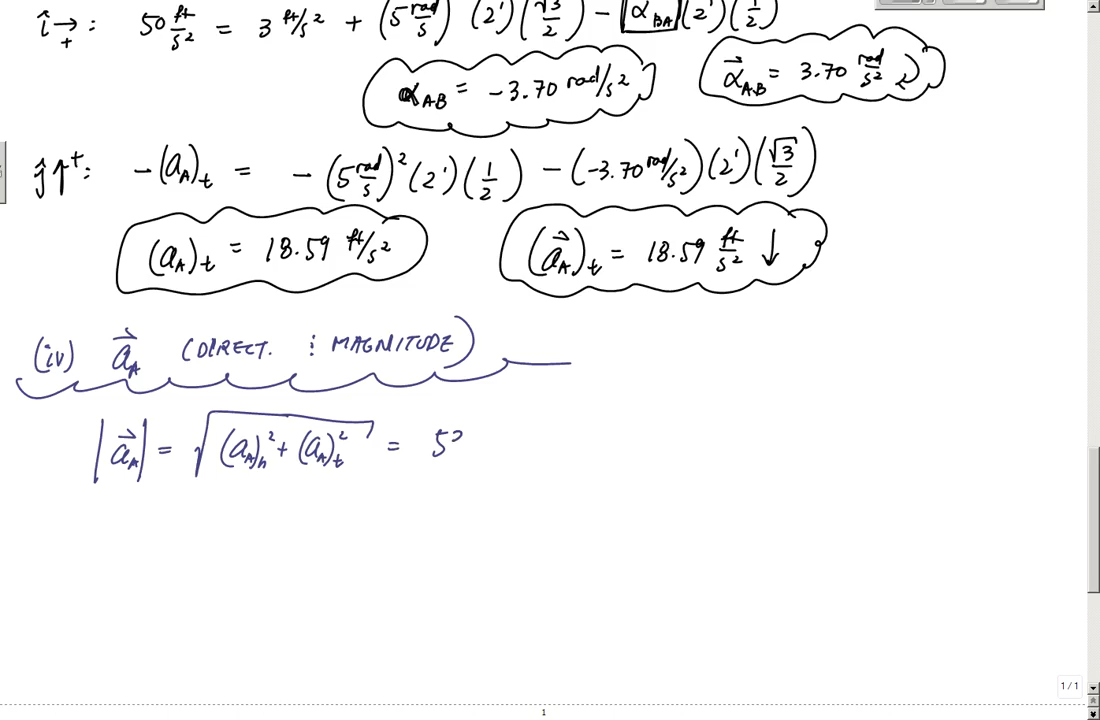 î →+ : 50 ft/s² = 3 ft/s² + (5 rad/s) (2') (√3/2) − α_BA (2') (1/2)
α_AB = −3.70 rad/s²
α⃗_AB = 3.70 rad/s² ↻
ĵ ↑+ : −(a_A)_t = −(5 rad/s)² (2') (1/2) − (−3.70 rad/s²) (2') (√3/2)
(a_A)_t = 18.59 ft/s²
(a⃗_A)_t = 18.59 ft/s² ↓
(iv) a⃗_A (DIRECT. & MAGNITUDE)
|a⃗_A| = √((a_A)_n² + (a_A)_t²) = 5
1/1
1